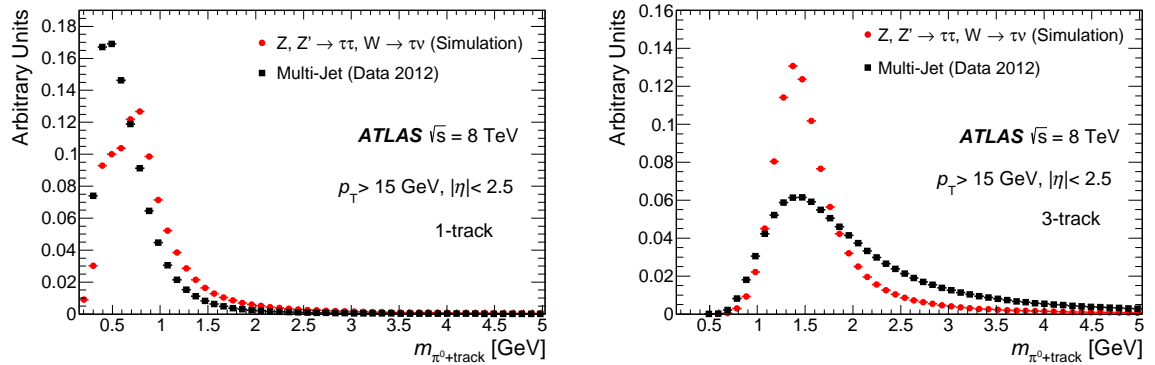 Arbitrary Units
0.18
0.16
0.14
0.12
0.1
0.08
0.06
0.04
0.02
0
Z, Z' → ττ, W → τν (Simulation)
Multi-Jet (Data 2012)
ATLAS √s = 8 TeV
p_T > 15 GeV, |η| < 2.5
1-track
0.5 1 1.5 2 2.5 3 3.5 4 4.5 5
m_π⁰+track [GeV]
Arbitrary Units
0.16
0.14
0.12
0.1
0.08
0.06
0.04
0.02
0
Z, Z' → ττ, W → τν (Simulation)
Multi-Jet (Data 2012)
ATLAS √s = 8 TeV
p_T > 15 GeV, |η| < 2.5
3-track
0.5 1 1.5 2 2.5 3 3.5 4 4.5 5
m_π⁰+track [GeV]